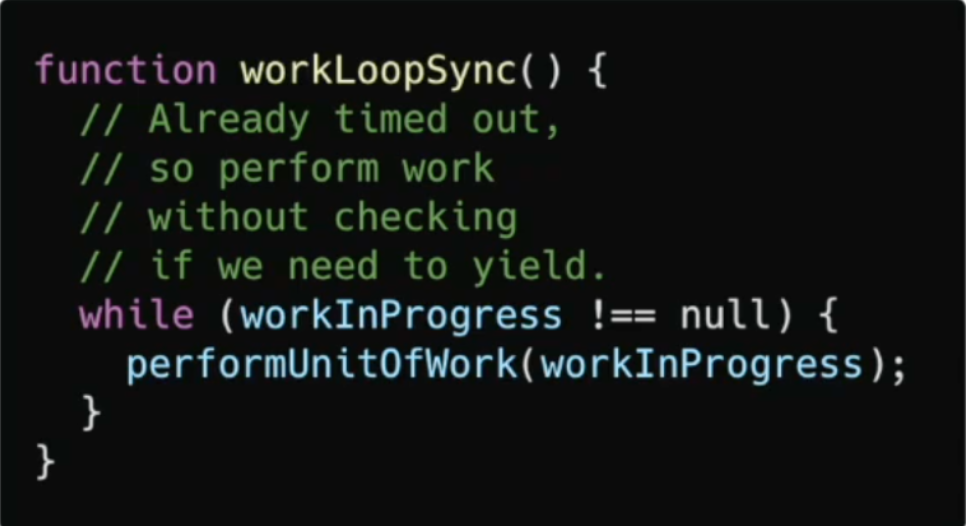 function workLoopSync() {
// Already timed out,
// so perform work
// without checking
// if we need to yield.
while (workInProgress !== null) {
performUnitOfWork(workInProgress);
}
}